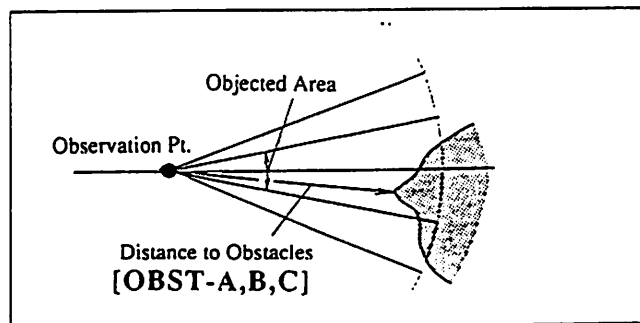 Objected Area
Observation Pt.
Distance to Obstacles
[OBST-A,B,C]